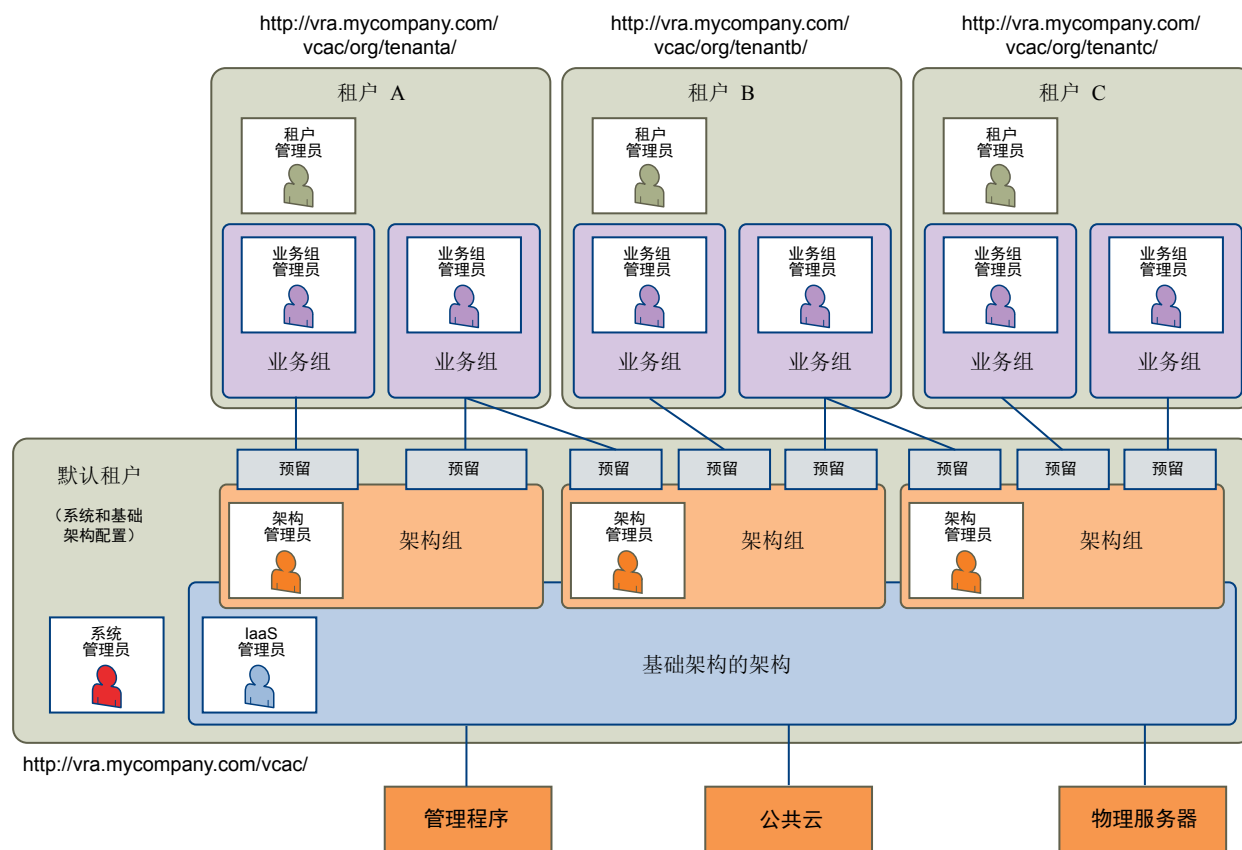 http://vra.mycompany.com/
vcac/org/tenanta/
http://vra.mycompany.com/
vcac/org/tenantb/
http://vra.mycompany.com/
vcac/org/tenantc/
租户 A
租户 B
租户 C
租户
管理员
租户
管理员
租户
管理员
业务组
管理员
业务组
管理员
业务组
管理员
业务组
管理员
业务组
管理员
业务组
管理员
业务组
业务组
业务组
业务组
业务组
业务组
预留
预留
预留
预留
预留
预留
预留
预留
默认租户
（系统和基础
架构配置）
架构
管理员
架构组
架构
管理员
架构组
架构
管理员
架构组
系统
管理员
IaaS
管理员
基础架构的架构
http://vra.mycompany.com/vcac/
管理程序
公共云
物理服务器